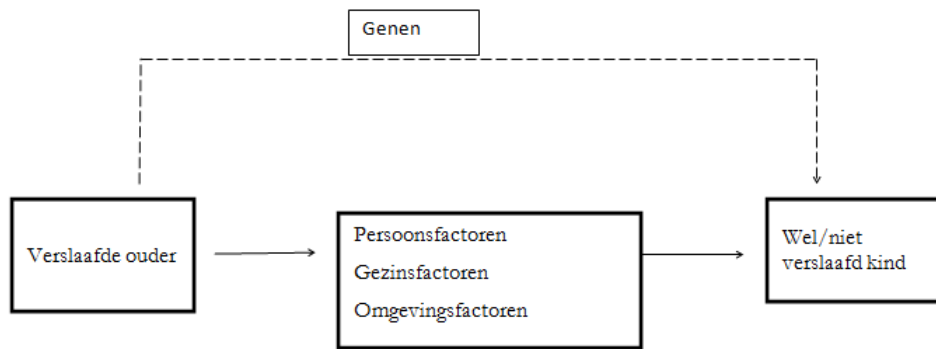 Genen
Verslaafde ouder
Persoonsfactoren
Gezinsfactoren
Omgevingsfactoren
Wel/niet
verslaafd kind